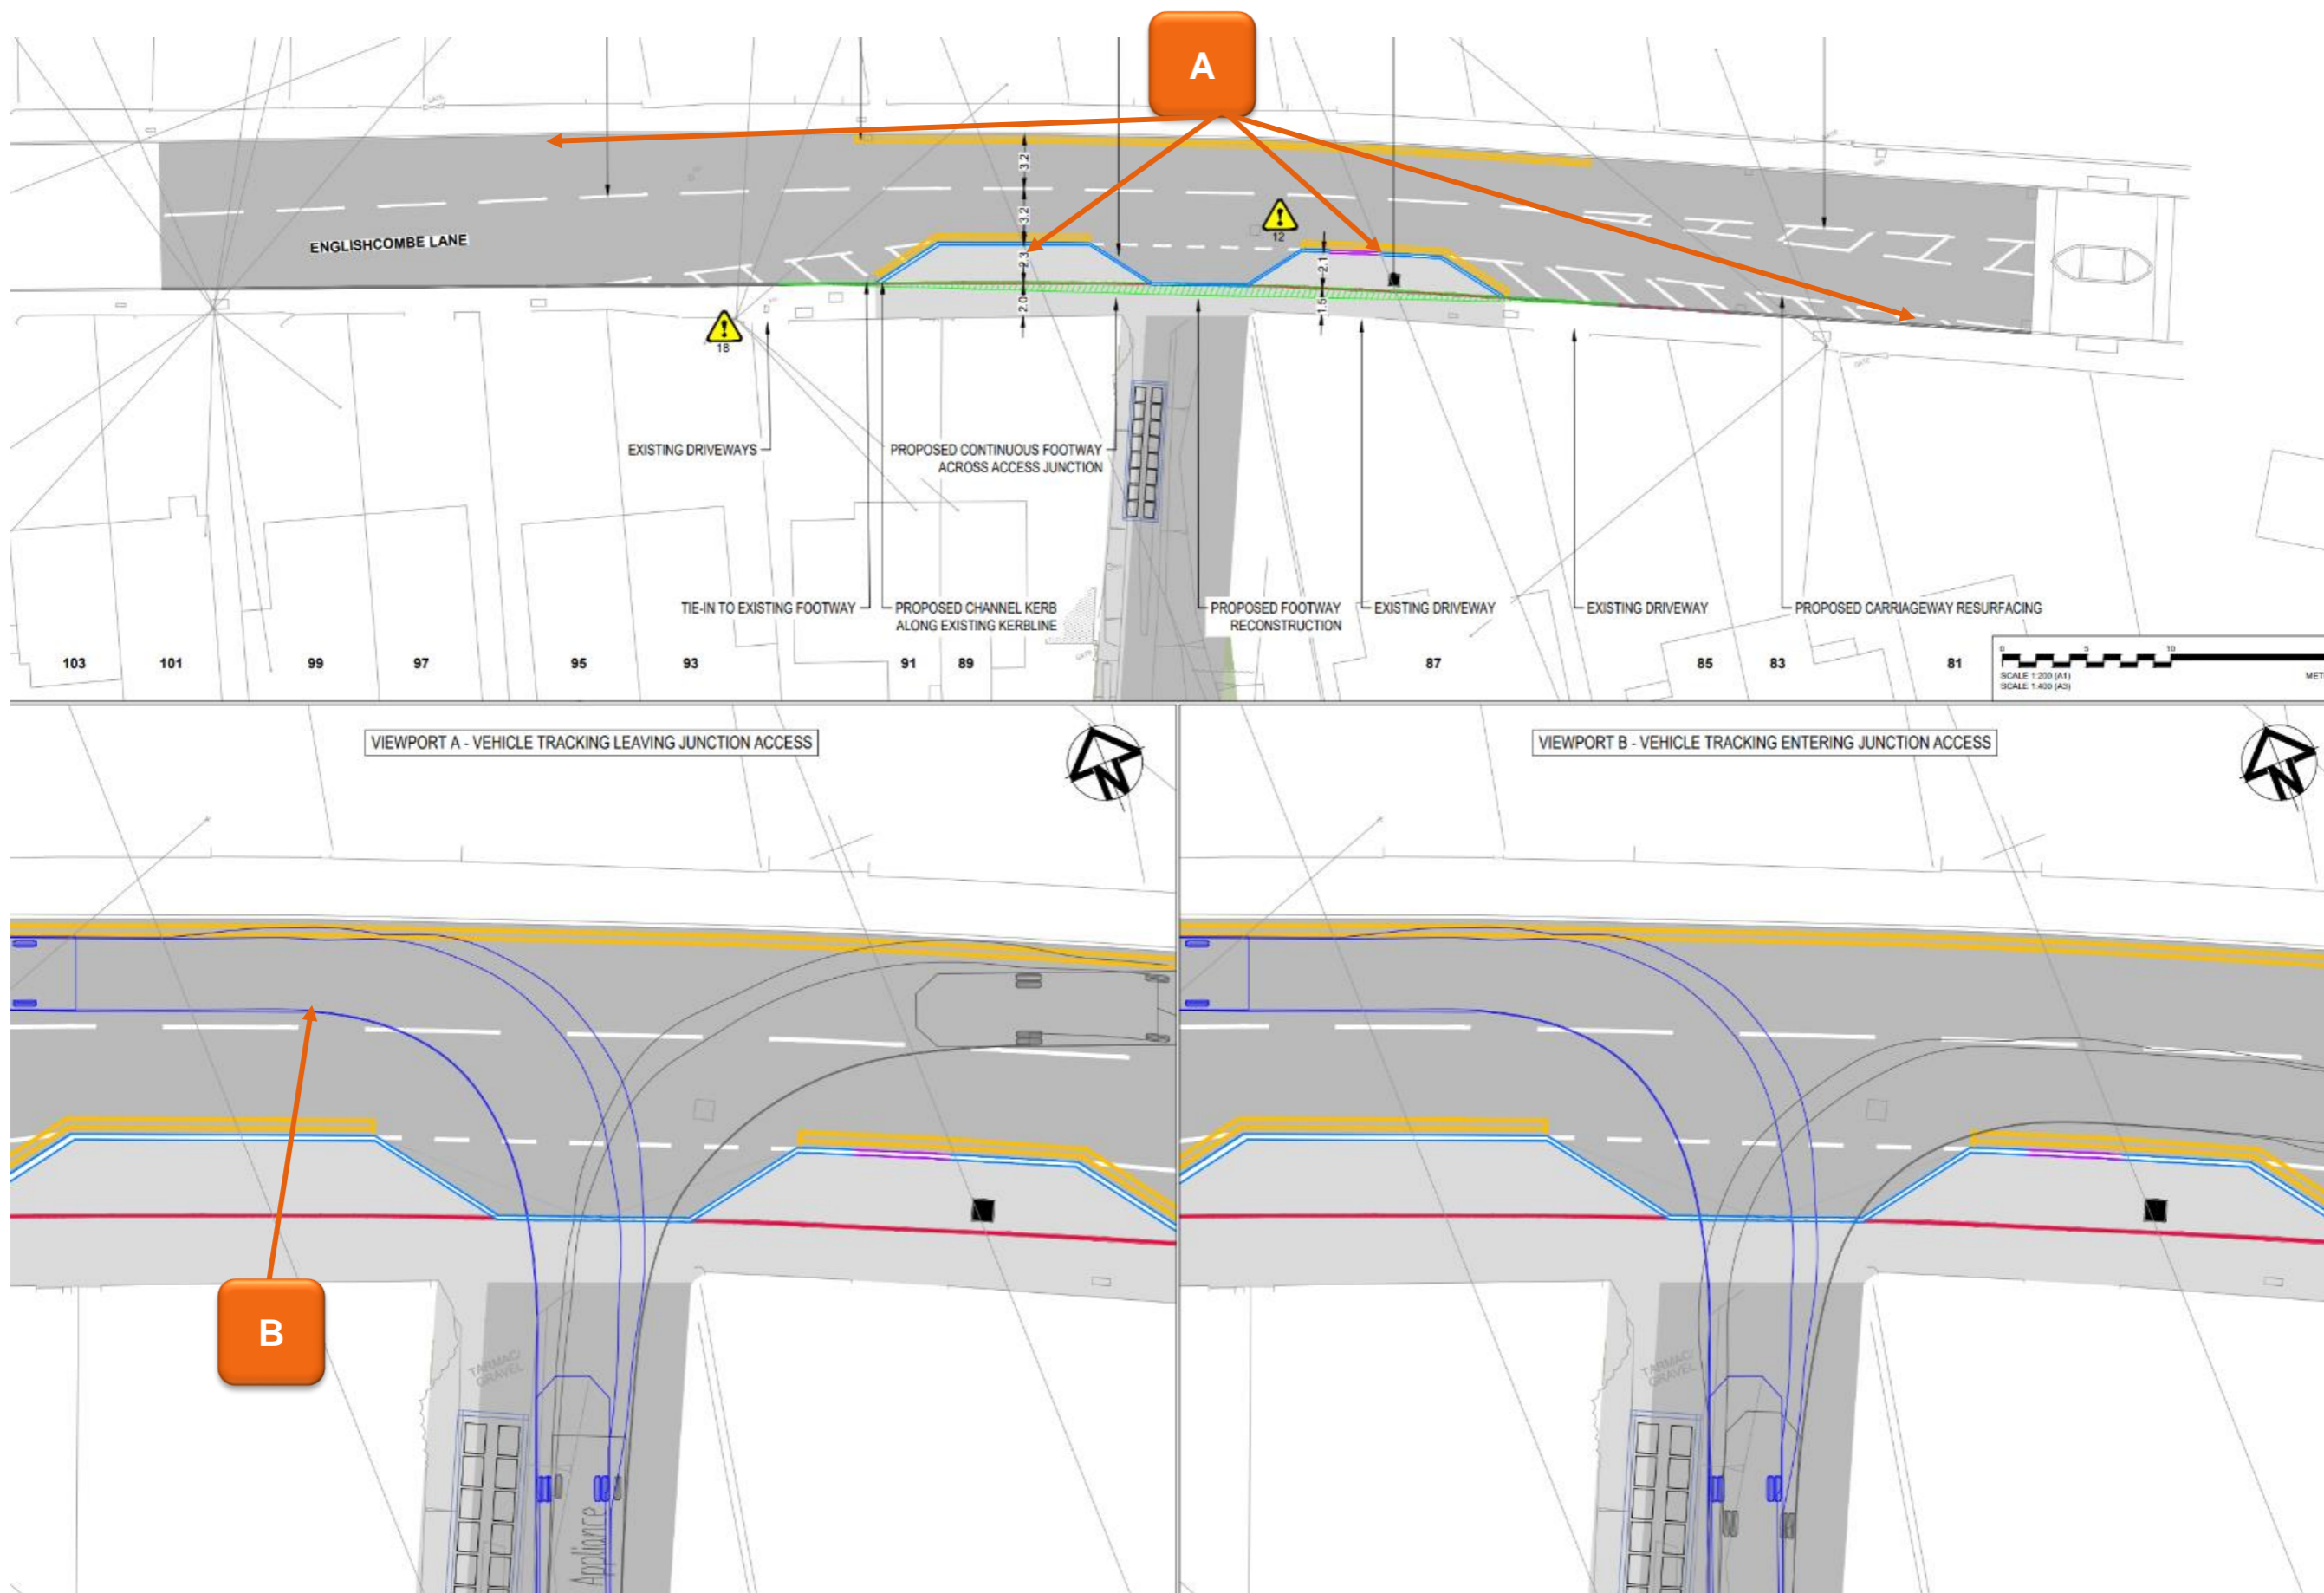 A
3.2
3.2
2.3
2.0
2.1
1.5
12
18
ENGLISHCOMBE LANE
EXISTING DRIVEWAYS
PROPOSED CONTINUOUS FOOTWAY
ACROSS ACCESS JUNCTION
TIE-IN TO EXISTING FOOTWAY
PROPOSED CHANNEL KERB
ALONG EXISTING KERBLINE
PROPOSED FOOTWAY
RECONSTRUCTION
EXISTING DRIVEWAY
EXISTING DRIVEWAY
PROPOSED CARRIAGEWAY RESURFACING
103
101
99
97
95
93
91
89
87
85
83
81
0 5 10
SCALE 1:200 (A1)
SCALE 1:400 (A3)
MET
VIEWPORT A - VEHICLE TRACKING LEAVING JUNCTION ACCESS
N
VIEWPORT B - VEHICLE TRACKING ENTERING JUNCTION ACCESS
N
B
TARMAC/
GRAVEL
TARMAC/
GRAVEL
Appliance